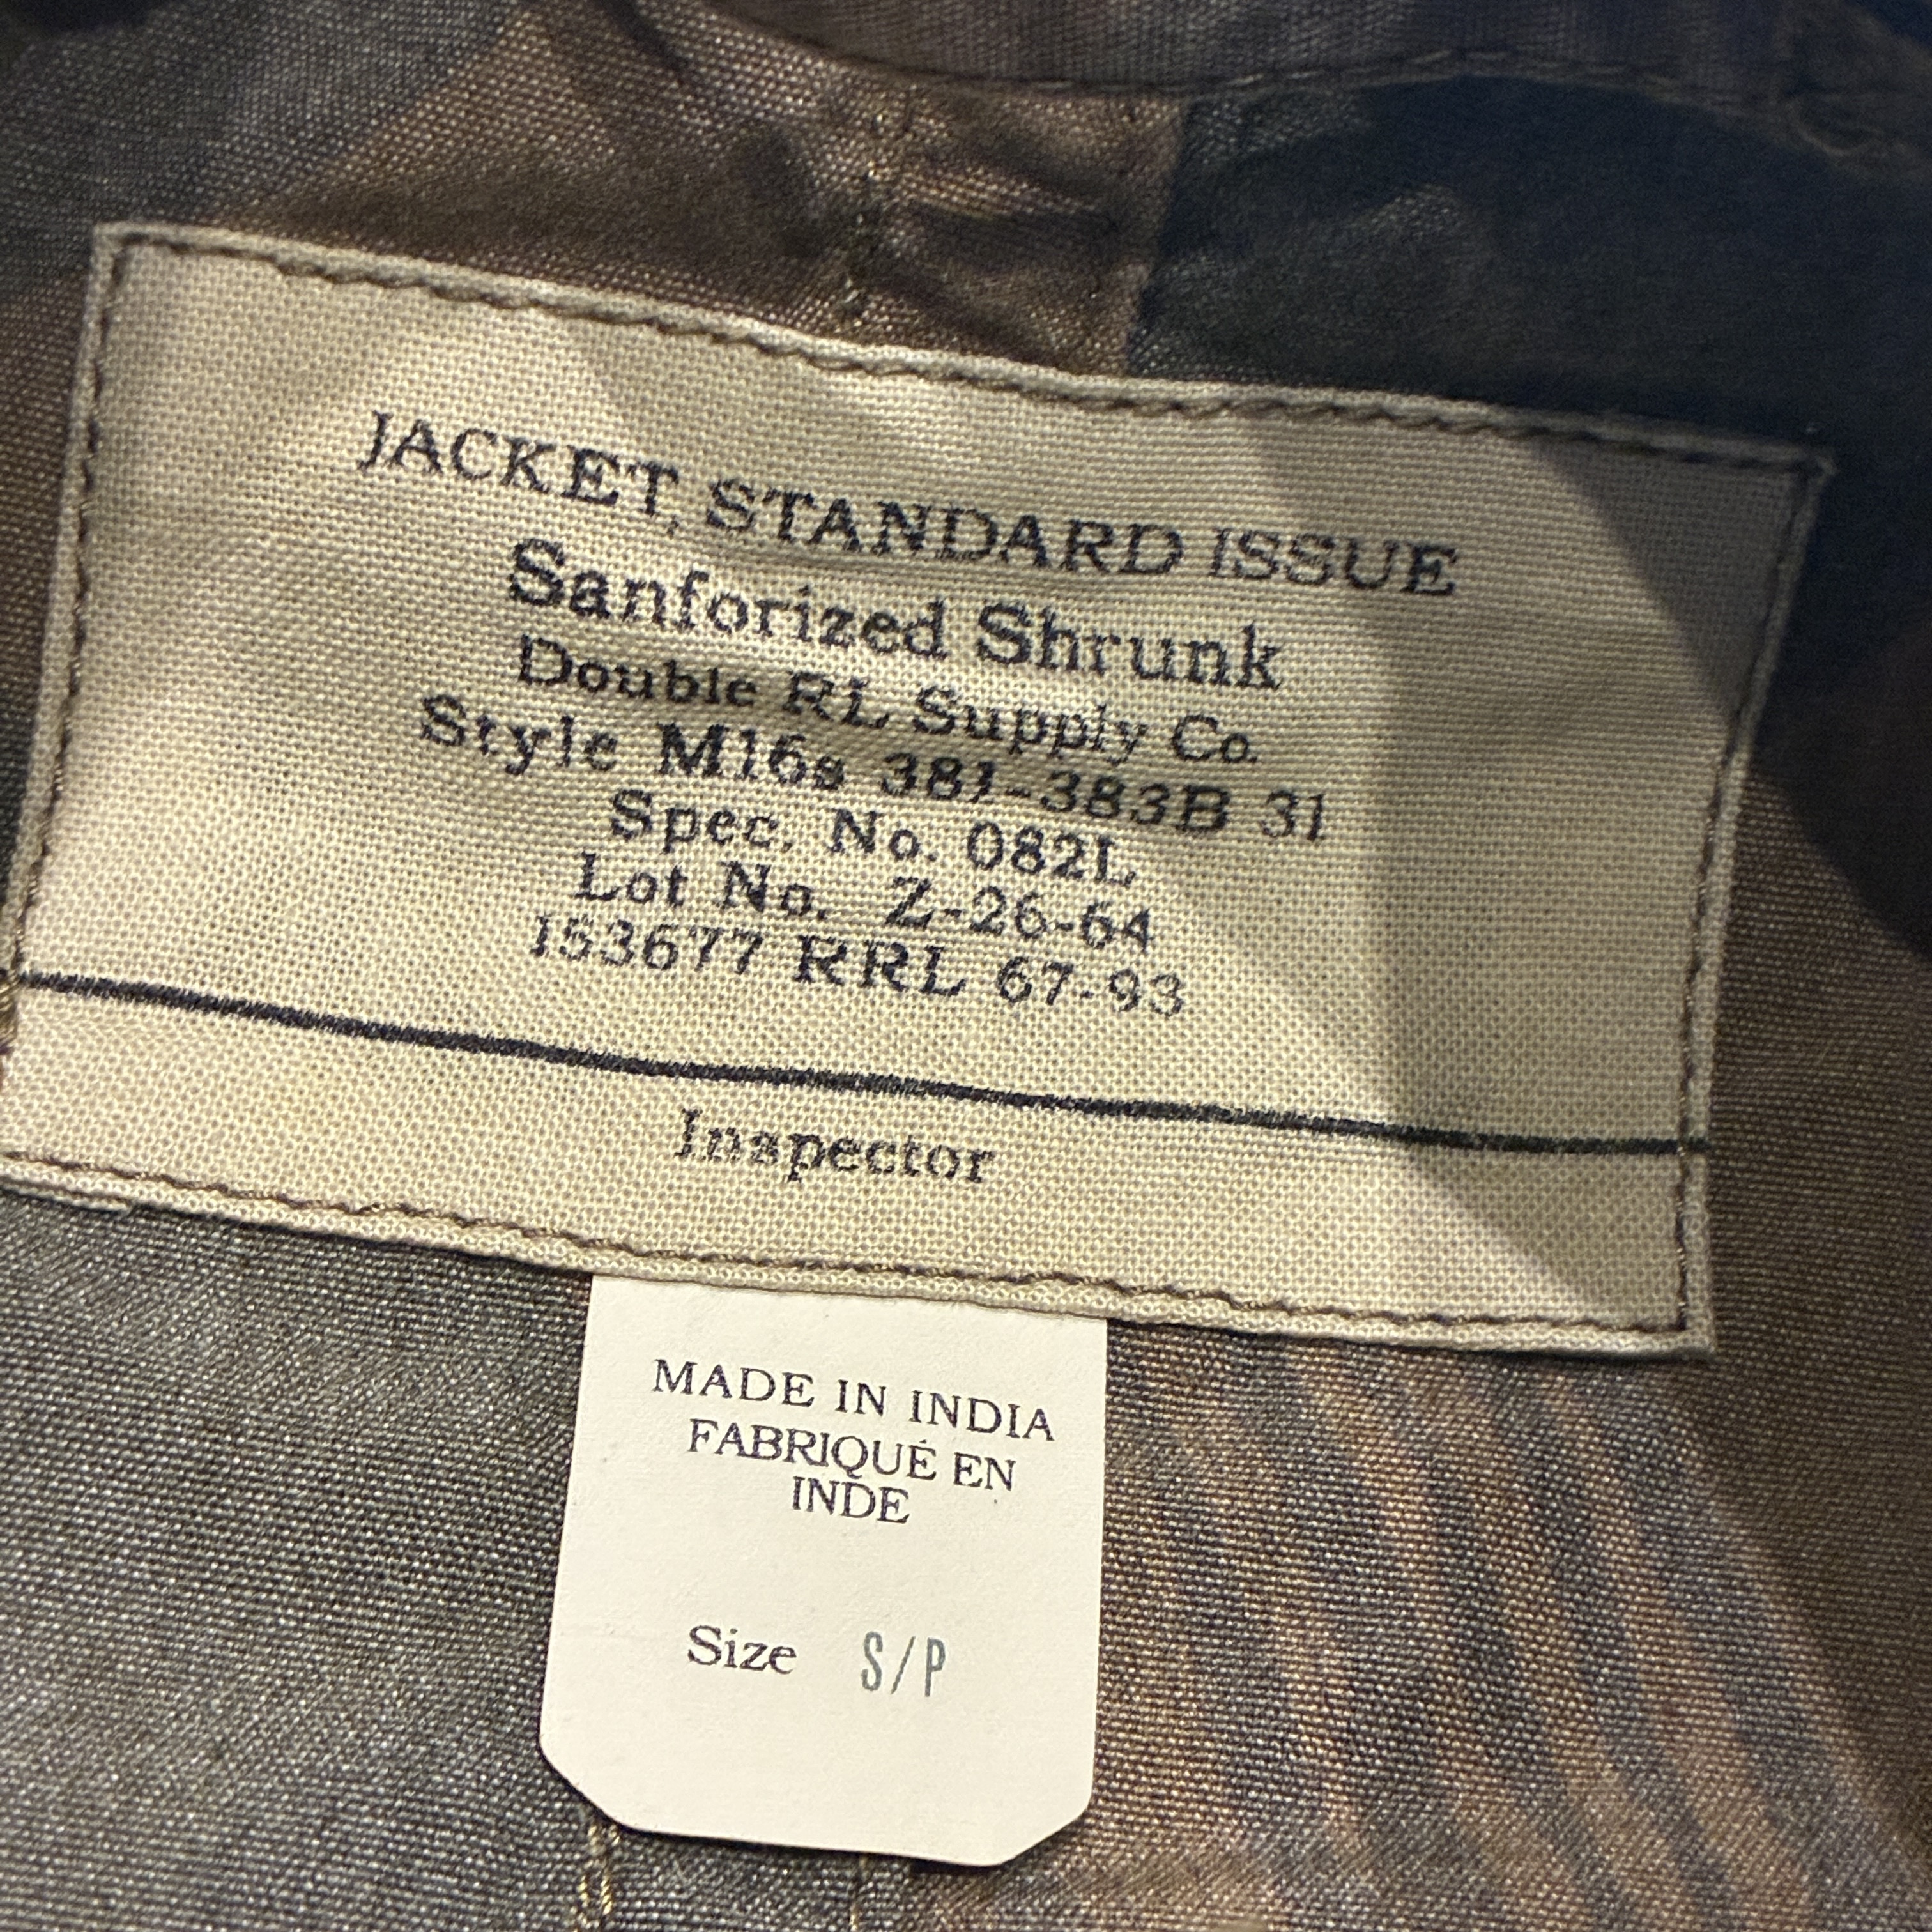 JACKET, STANDARD ISSUE
Sanforized Shrunk
Double RL Supply Co.
Style M16s 381-383B 31
Spec. No. 082L
Lot No. Z-26-64
153677 RRL 67-93
Inspector
MADE IN INDIA
FABRIQUÉ EN
INDE
Size S/P